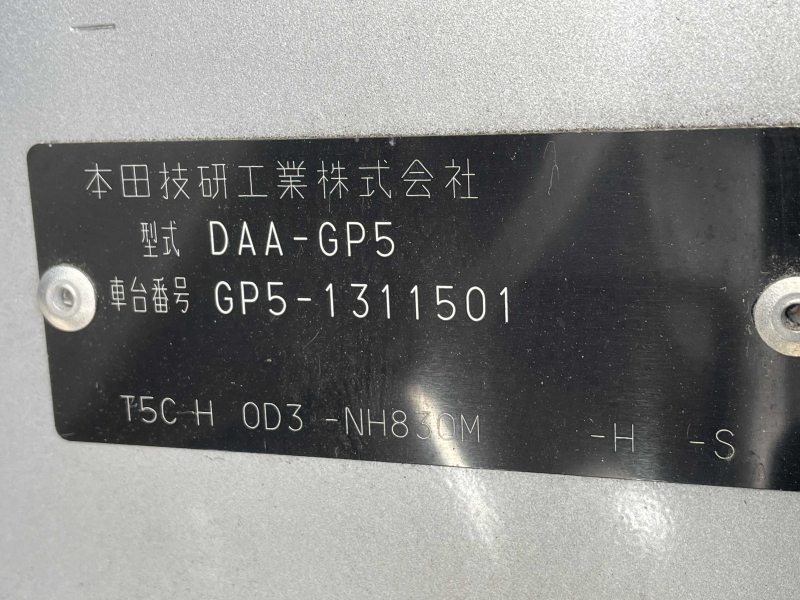 本田技研工業株式会社
型式 DAA-GP5
車台番号 GP5-1311501
T5C H 0D3 -NH830M -H -S